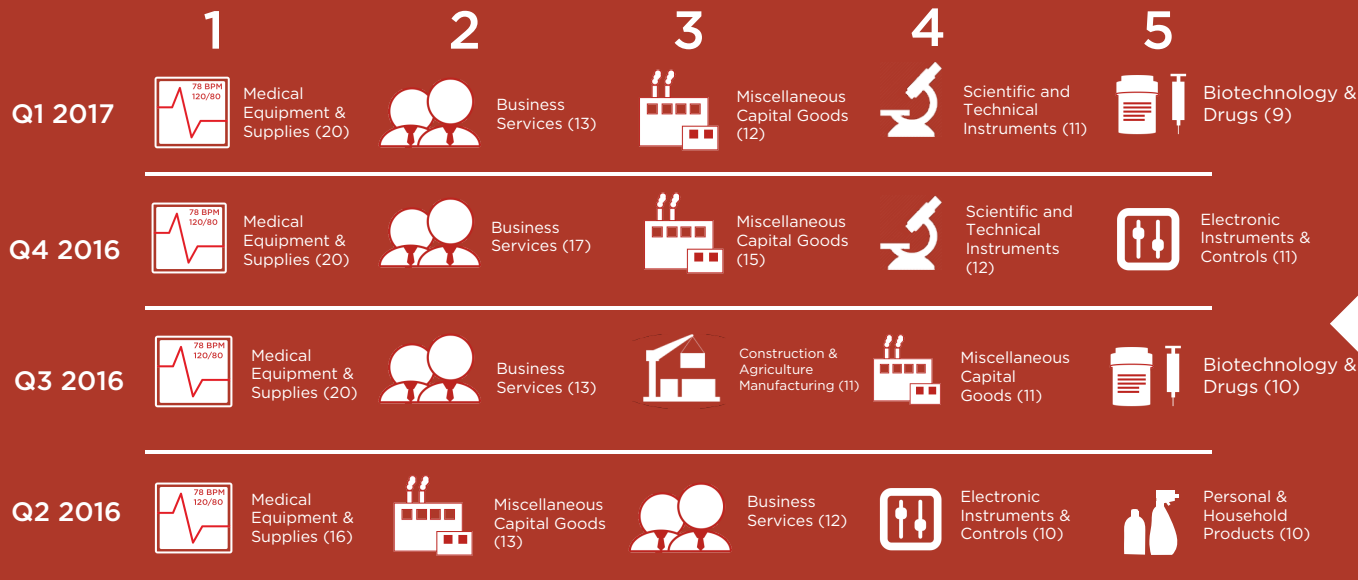 1
2
3
4
5
Q1 2017
78 BPM
120/80
Medical
Equipment &
Supplies (20)
Business
Services (13)
Miscellaneous
Capital Goods
(12)
Scientific and
Technical
Instruments (11)
Biotechnology &
Drugs (9)
Q4 2016
78 BPM
120/80
Medical
Equipment &
Supplies (20)
Business
Services (17)
Miscellaneous
Capital Goods
(15)
Scientific and
Technical
Instruments
(12)
Electronic
Instruments &
Controls (11)
Q3 2016
78 BPM
120/80
Medical
Equipment &
Supplies (20)
Business
Services (13)
Construction &
Agriculture
Manufacturing (11)
Miscellaneous
Capital
Goods (11)
Biotechnology &
Drugs (10)
Q2 2016
78 BPM
120/80
Medical
Equipment &
Supplies (16)
Miscellaneous
Capital Goods
(13)
Business
Services (12)
Electronic
Instruments &
Controls (10)
Personal &
Household
Products (10)